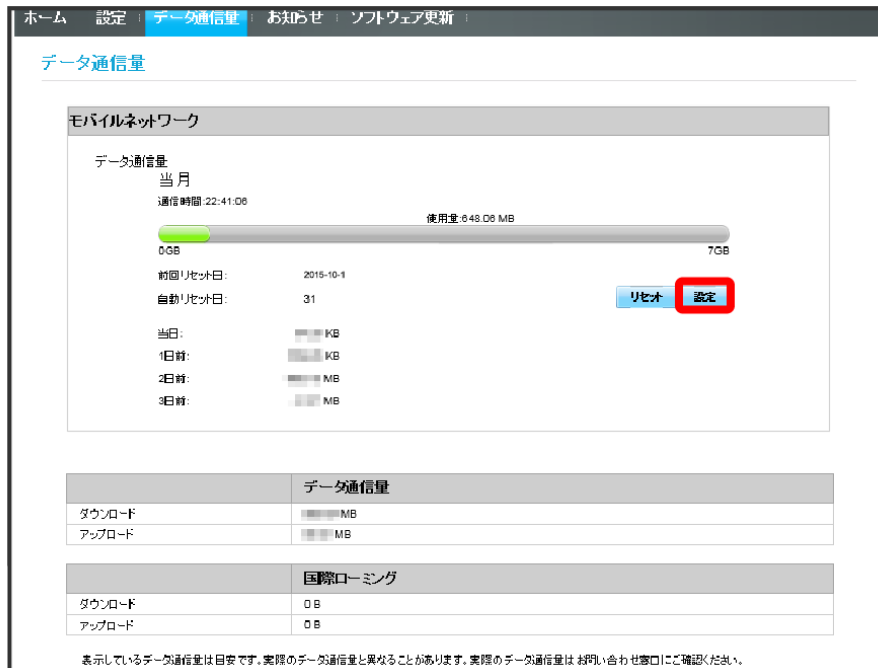 ホーム 設定 データ通信量 お知らせ ソフトウェア更新
データ通信量
モバイルネットワーク
データ通信量
当月
通信時間:22:41:06
使用量:648.06 MB
0GB 7GB
前回リセット日: 2015-10-1
自動リセット日: 31 リセット 設定
当日: KB
1日前: KB
2日前: MB
3日前: MB
データ通信量
ダウンロード MB
アップロード MB
国際ローミング
ダウンロード 0 B
アップロード 0 B
表示しているデータ通信量は目安です。実際のデータ通信量と異なることがあります。実際のデータ通信量はお問い合わせ窓口にご確認ください。